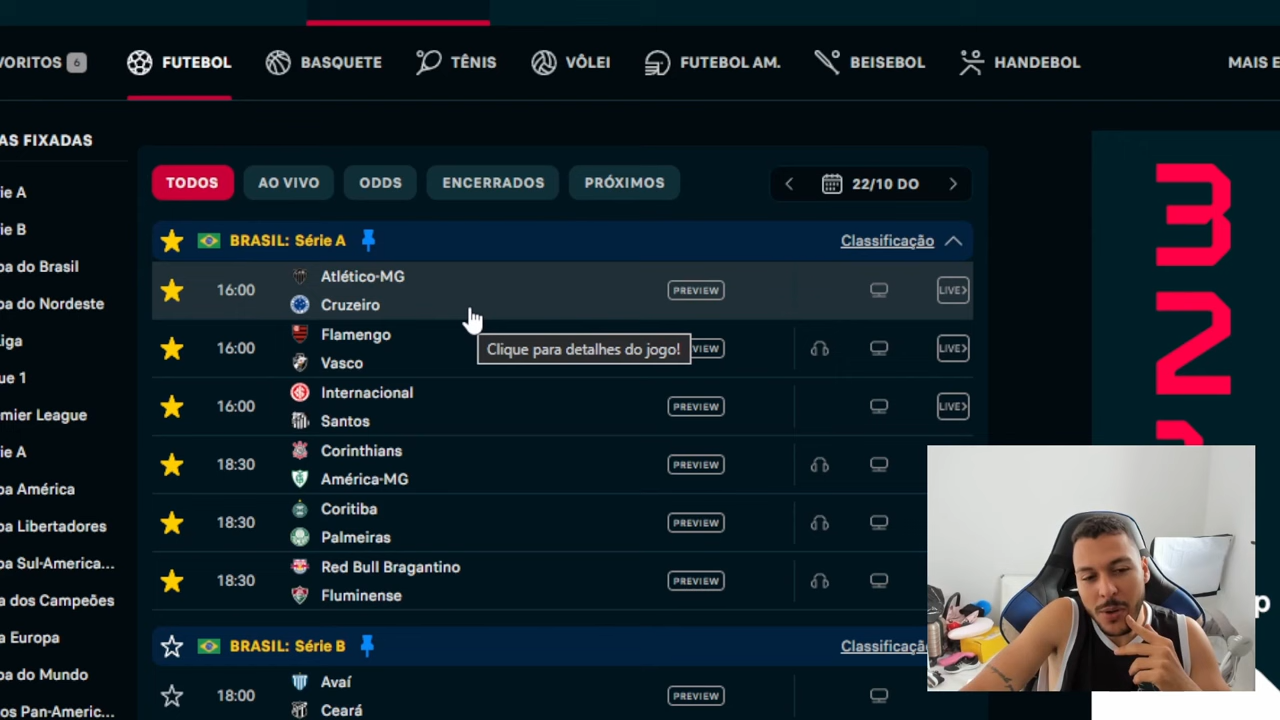 VORITOS 6
FUTEBOL
BASQUETE
TÊNIS
VÔLEI
FUTEBOL AM.
BEISEBOL
HANDEBOL
MAIS E
AS FIXADAS
ie A
ie B
pa do Brasil
pa do Nordeste
Liga
ue 1
emier League
ie A
pa América
pa Libertadores
pa Sul-America...
a dos Campeões
a Europa
pa do Mundo
os Pan-Americ...
TODOS
AO VIVO
ODDS
ENCERRADOS
PRÓXIMOS
22/10 DO
BRASIL: Série A
Classificação
16:00
Atlético-MG
Cruzeiro
PREVIEW
LIVE>
16:00
Flamengo
Vasco
VIEW
LIVE>
Clique para detalhes do jogo!
16:00
Internacional
Santos
PREVIEW
LIVE>
18:30
Corinthians
América-MG
PREVIEW
18:30
Coritiba
Palmeiras
PREVIEW
18:30
Red Bull Bragantino
Fluminense
PREVIEW
BRASIL: Série B
Classificaçã
18:00
Avaí
Ceará
PREVIEW